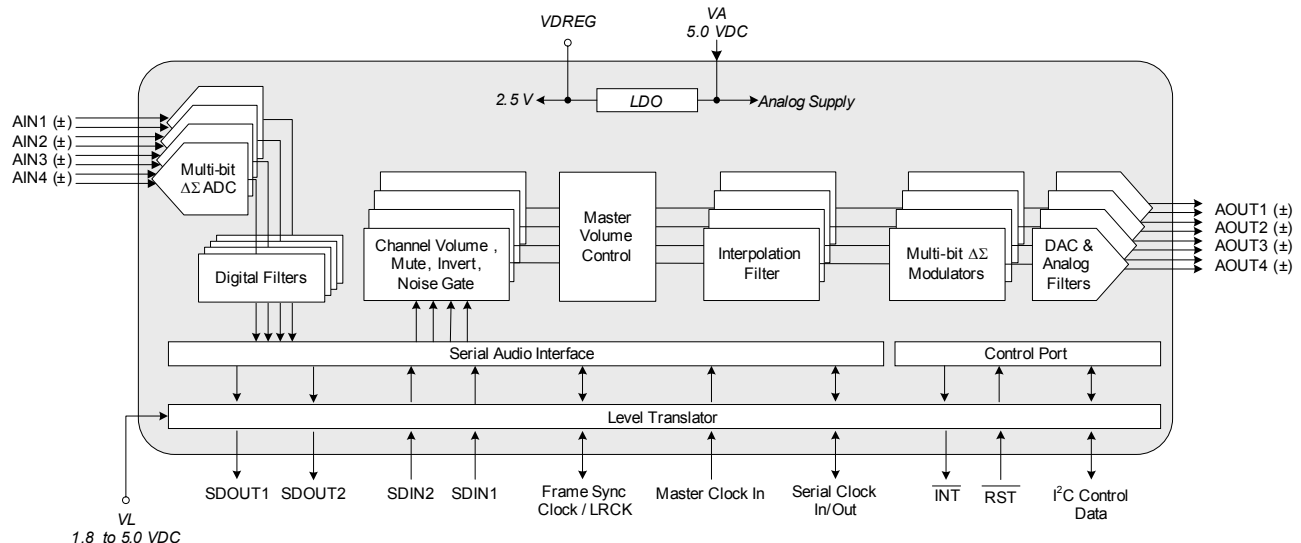 VDREG
VA
5.0 VDC
2.5 V
LDO
Analog Supply
AIN1 (±)
AIN2 (±)
AIN3 (±)
AIN4 (±)
Multi-bit
ΔΣ ADC
Digital Filters
Channel Volume ,
Mute, Invert,
Noise Gate
Master
Volume
Control
Interpolation
Filter
Multi-bit ΔΣ
Modulators
DAC &
Analog
Filters
AOUT1 (±)
AOUT2 (±)
AOUT3 (±)
AOUT4 (±)
Serial Audio Interface
Control Port
Level Translator
SDOUT1
SDOUT2
SDIN2
SDIN1
Frame Sync
Clock / LRCK
Master Clock In
Serial Clock
In/Out
INT
RST
I²C Control
Data
VL
1.8 to 5.0 VDC